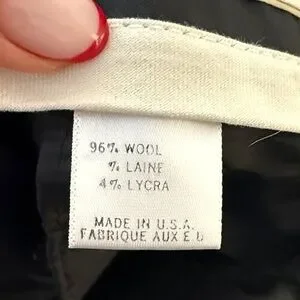 96% WOOL
% LAINE
4% LYCRA
MADE IN U.S.A.
FABRIQUE AUX E U